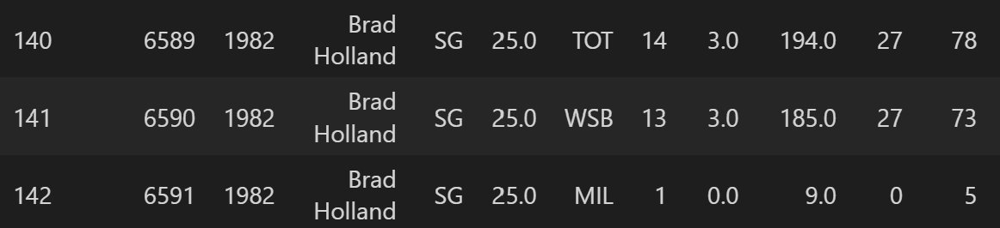 140 6589 1982 Brad Holland SG 25.0 TOT 14 3.0 194.0 27 78
141 6590 1982 Brad Holland SG 25.0 WSB 13 3.0 185.0 27 73
142 6591 1982 Brad Holland SG 25.0 MIL 1 0.0 9.0 0 5